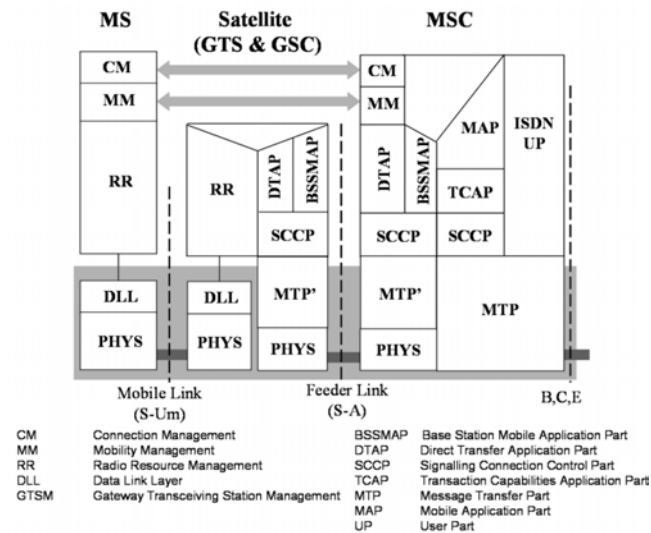 MS Satellite MSC
(GTS & GSC)
CM CM
MM MM
RR RR DTAP BSSMAP DTAP BSSMAP MAP ISDN UP
TCAP
SCCP SCCP SCCP
DLL DLL MTP' MTP' MTP
PHYS PHYS PHYS PHYS
Mobile Link Feeder Link B,C,E
(S-Um) (S-A)
CM Connection Management
MM Mobility Management
RR Radio Resource Management
DLL Data Link Layer
GTSM Gateway Transceiving Station Management
BSSMAP Base Station Mobile Application Part
DTAP Direct Transfer Application Part
SCCP Signalling Connection Control Part
TCAP Transaction Capabilities Application Part
MTP Message Transfer Part
MAP Mobile Application Part
UP User Part